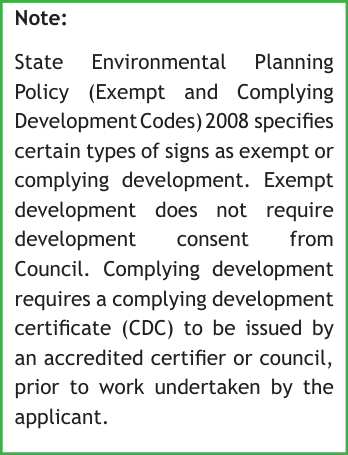 Note:
State Environmental Planning
Policy (Exempt and Complying
Development Codes) 2008 specifies
certain types of signs as exempt or
complying development. Exempt
development does not require
development consent from
Council. Complying development
requires a complying development
certificate (CDC) to be issued by
an accredited certifier or council,
prior to work undertaken by the
applicant.